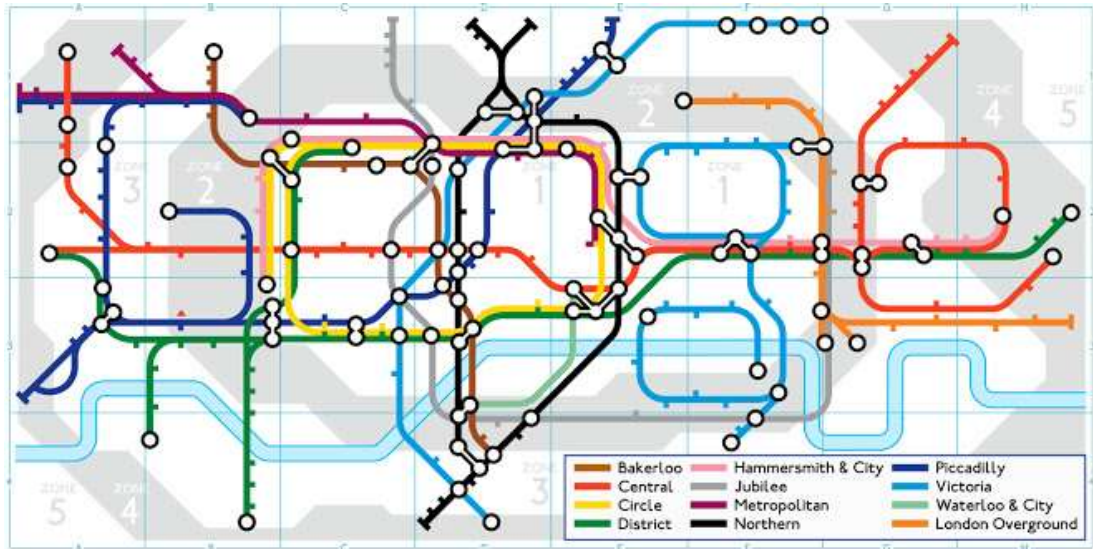 A B C D E F G H
ZONE
2
ZONE
4
ZONE
5
ZONE
3
ZONE
2
ZONE
1
ZONE
1
ZONE
3
ZONE
5
ZONE
4
Bakerloo
Central
Circle
District
Hammersmith & City
Jubilee
Metropolitan
Northern
Piccadilly
Victoria
Waterloo & City
London Overground
A B C D E F G H